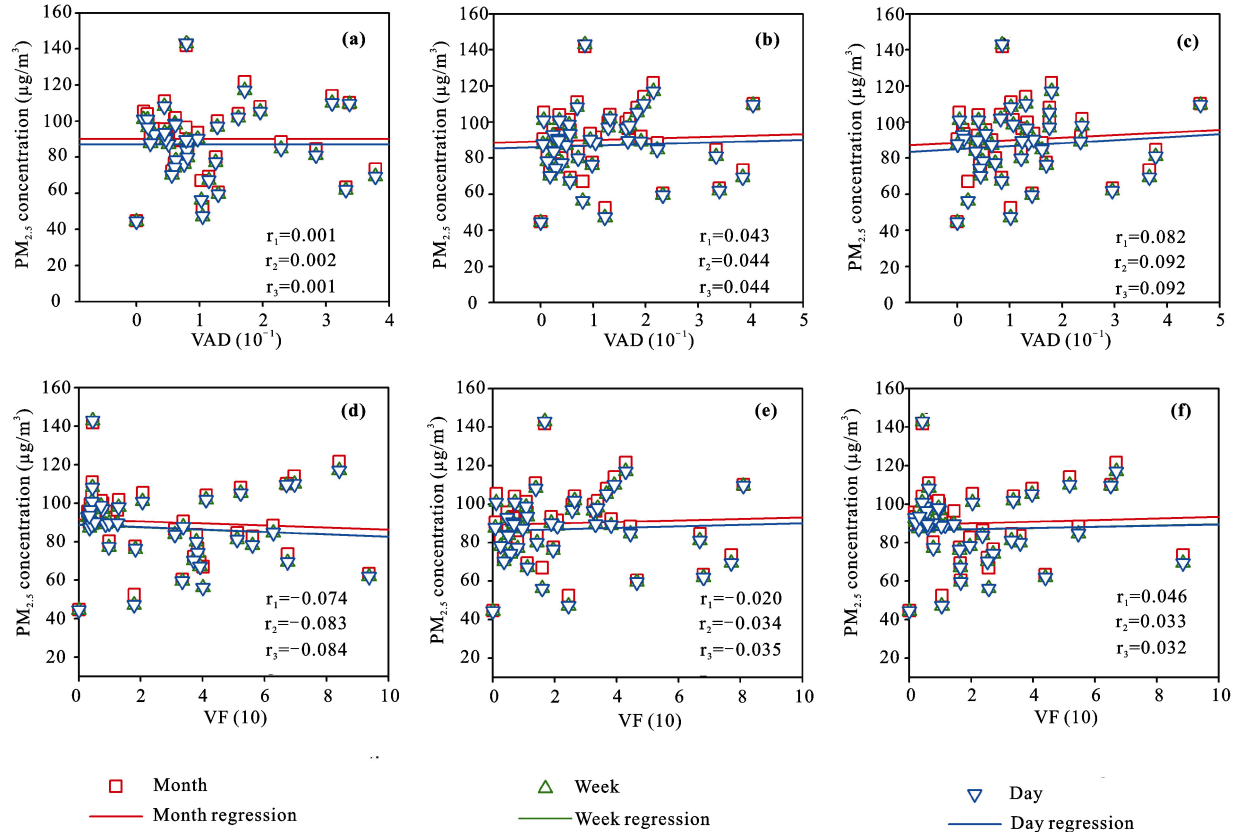 PM2.5 concentration (μg/m3)
160
140
120
100
80
60
40
20
0
(a)
r1=0.001
r2=0.002
r3=0.001
0 1 2 3 4
VAD (10−1)
PM2.5 concentration (μg/m3)
160
140
120
100
80
60
40
20
0
(b)
r1=0.043
r2=0.044
r3=0.044
0 1 2 3 4 5
VAD (10−1)
PM2.5 concentration (μg/m3)
160
140
120
100
80
60
40
20
0
(c)
r1=0.082
r2=0.092
r3=0.092
0 1 2 3 4 5
VAD (10−1)
PM2.5 concentration (μg/m3)
160
140
120
100
80
60
40
20
(d)
r1=−0.074
r2=−0.083
r3=−0.084
0 2 4 6 8 10
VF (10)
PM2.5 concentration (μg/m3)
160
140
120
100
80
60
40
20
(e)
r1=−0.020
r2=−0.034
r3=−0.035
0 2 4 6 8 10
VF (10)
PM2.5 concentration (μg/m3)
160
140
120
100
80
60
40
20
(f)
r1=0.046
r2=0.033
r3=0.032
0 2 4 6 8 10
VF (10)
Month
Month regression
Week
Week regression
Day
Day regression